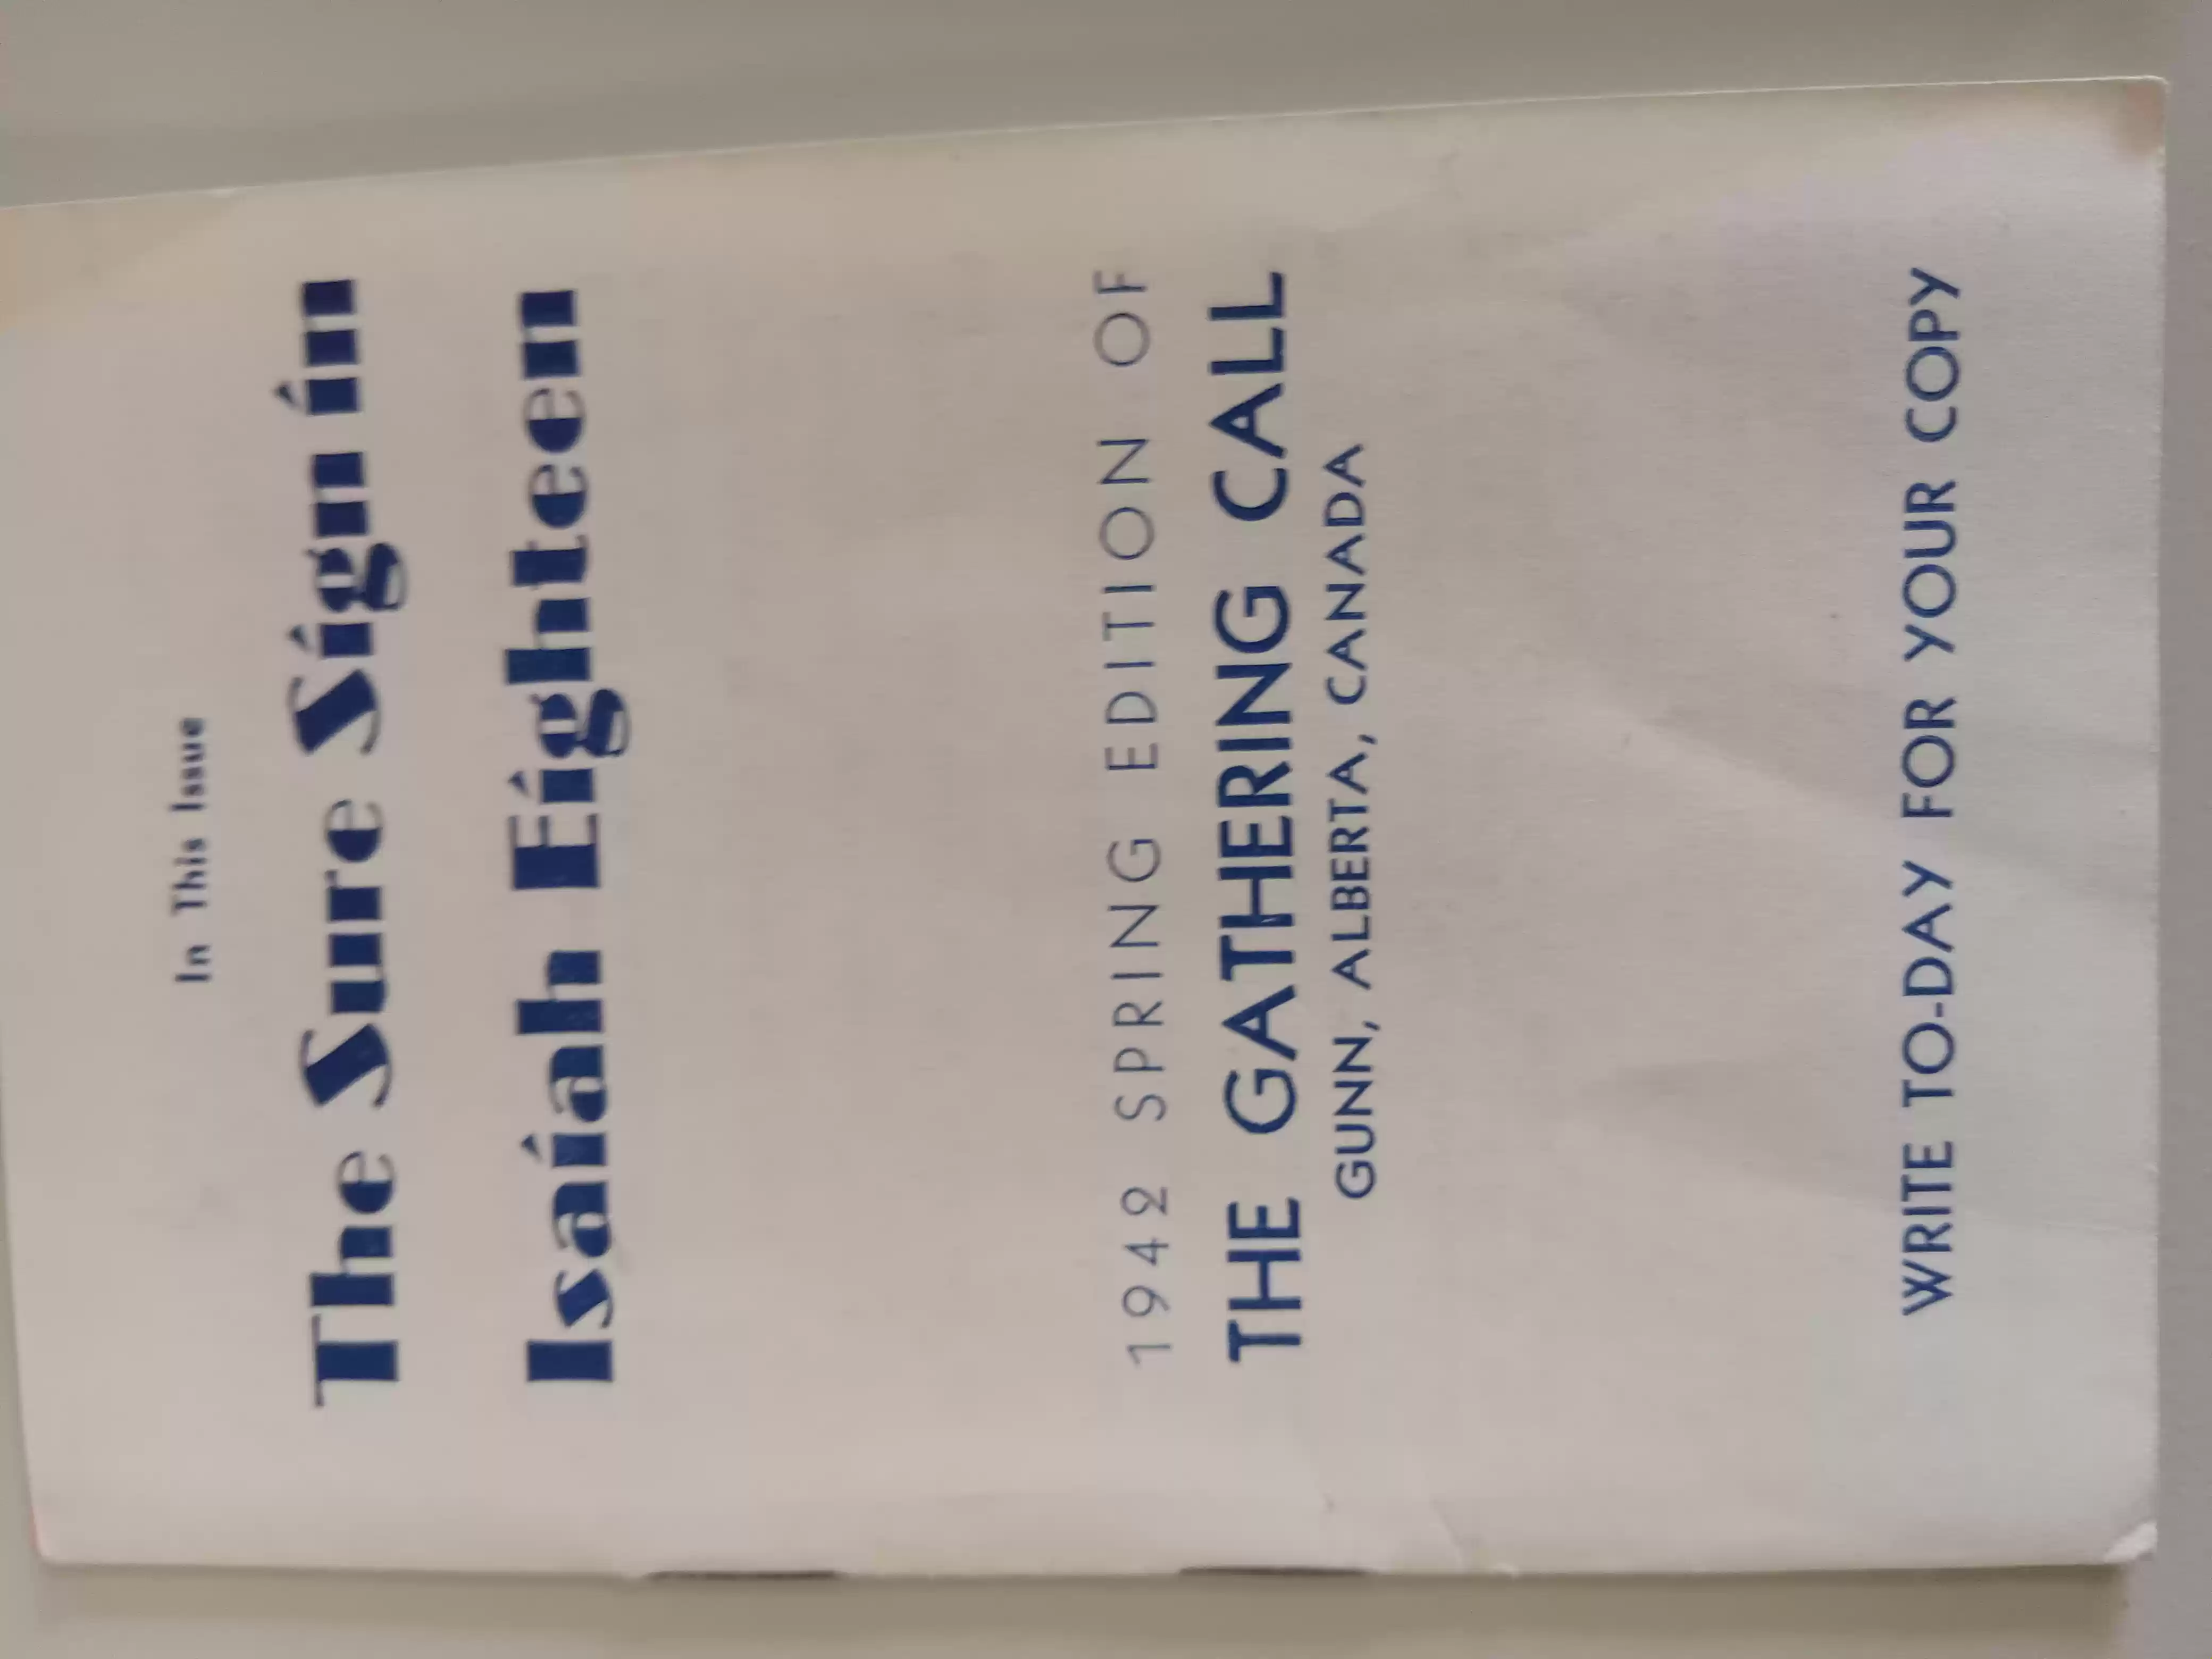 In This Issue
The Sure Sign in
Isaiah Eighteen
1942 SPRING EDITION OF
THE GATHERING CALL
GUNN, ALBERTA, CANADA
WRITE TO-DAY FOR YOUR COPY